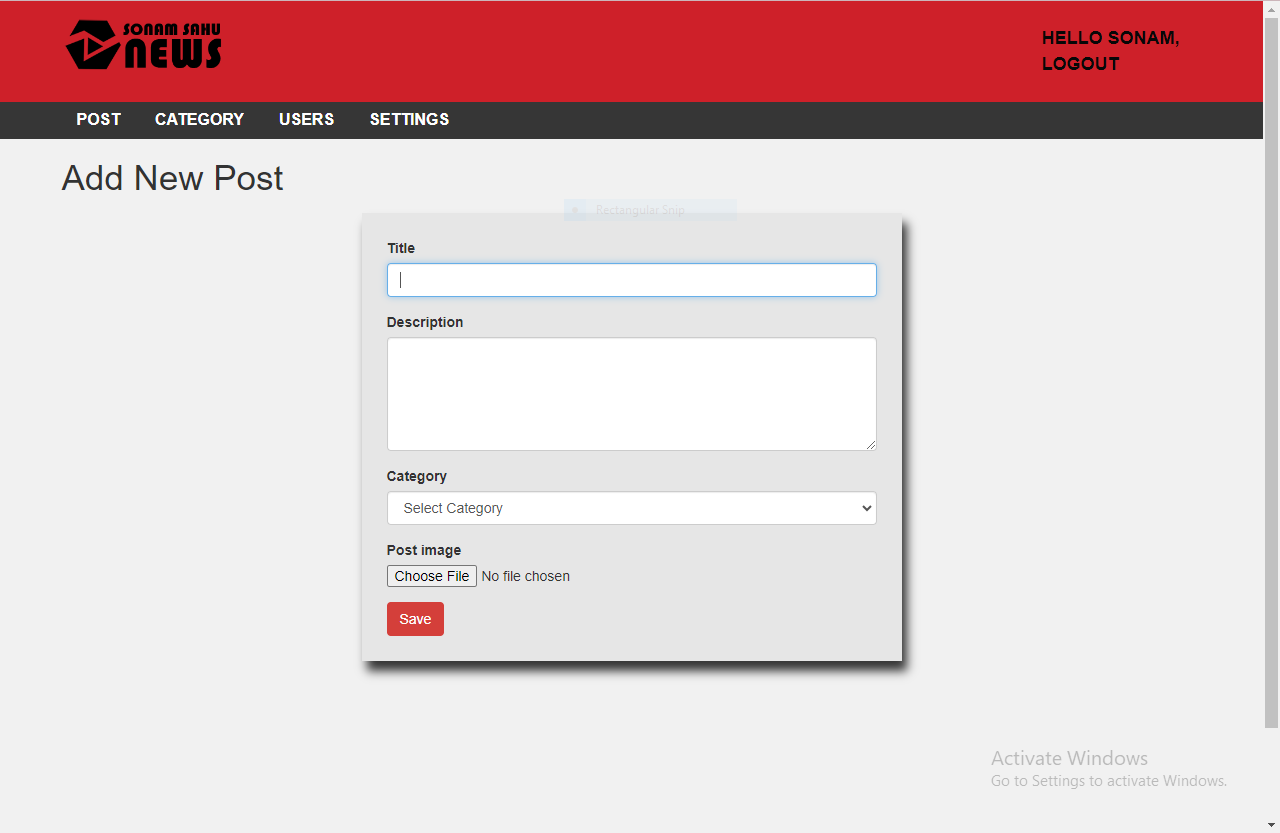 SONAM SAHU
NEWS
HELLO SONAM,
LOGOUT
POST CATEGORY USERS SETTINGS
Add New Post
Rectangular Snip
Title
Description
Category
Select Category
Post image
Choose File No file chosen
Save
Activate Windows
Go to Settings to activate Windows.